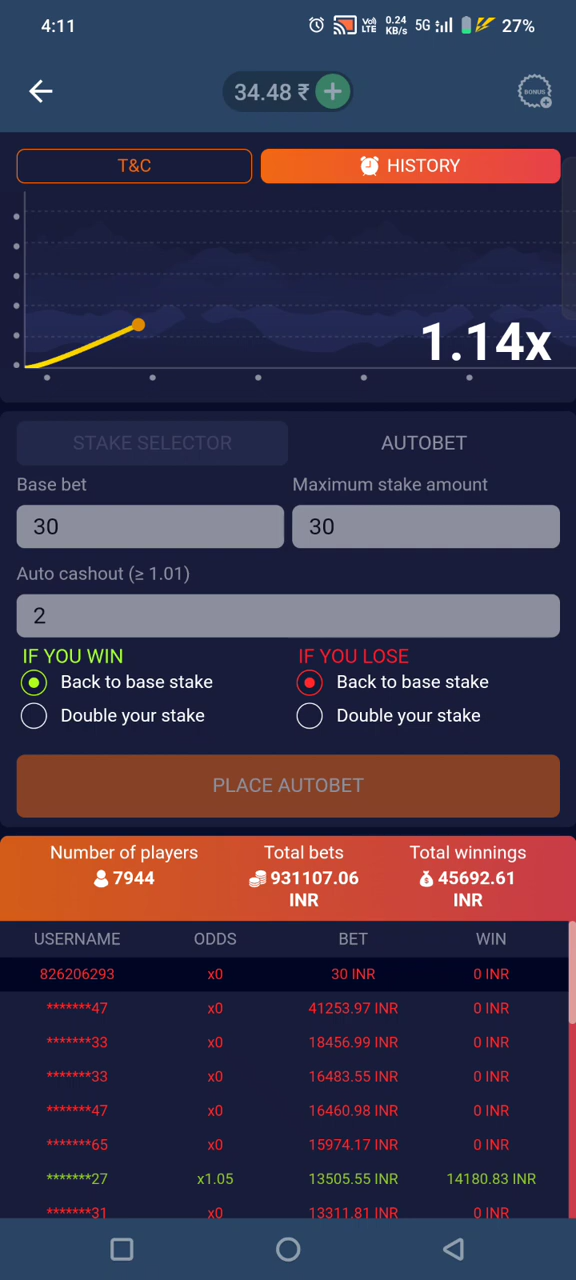 4:11 Vo) LTE 0.24 KB/s 5G 27%
34.48 ₹ BONUS
T&C HISTORY
1.14x
STAKE SELECTOR AUTOBET
Base bet Maximum stake amount
30 30
Auto cashout (≥ 1.01)
2
IF YOU WIN IF YOU LOSE
Back to base stake Back to base stake
Double your stake Double your stake
PLACE AUTOBET
Number of players Total bets Total winnings
7944 931107.06 45692.61
INR INR
USERNAME ODDS BET WIN
826206293 x0 30 INR 0 INR
*******47 x0 41253.97 INR 0 INR
*******33 x0 18456.99 INR 0 INR
*******33 x0 16483.55 INR 0 INR
*******47 x0 16460.98 INR 0 INR
*******65 x0 15974.17 INR 0 INR
*******27 x1.05 13505.55 INR 14180.83 INR
*******31 x0 13311.81 INR 0 INR